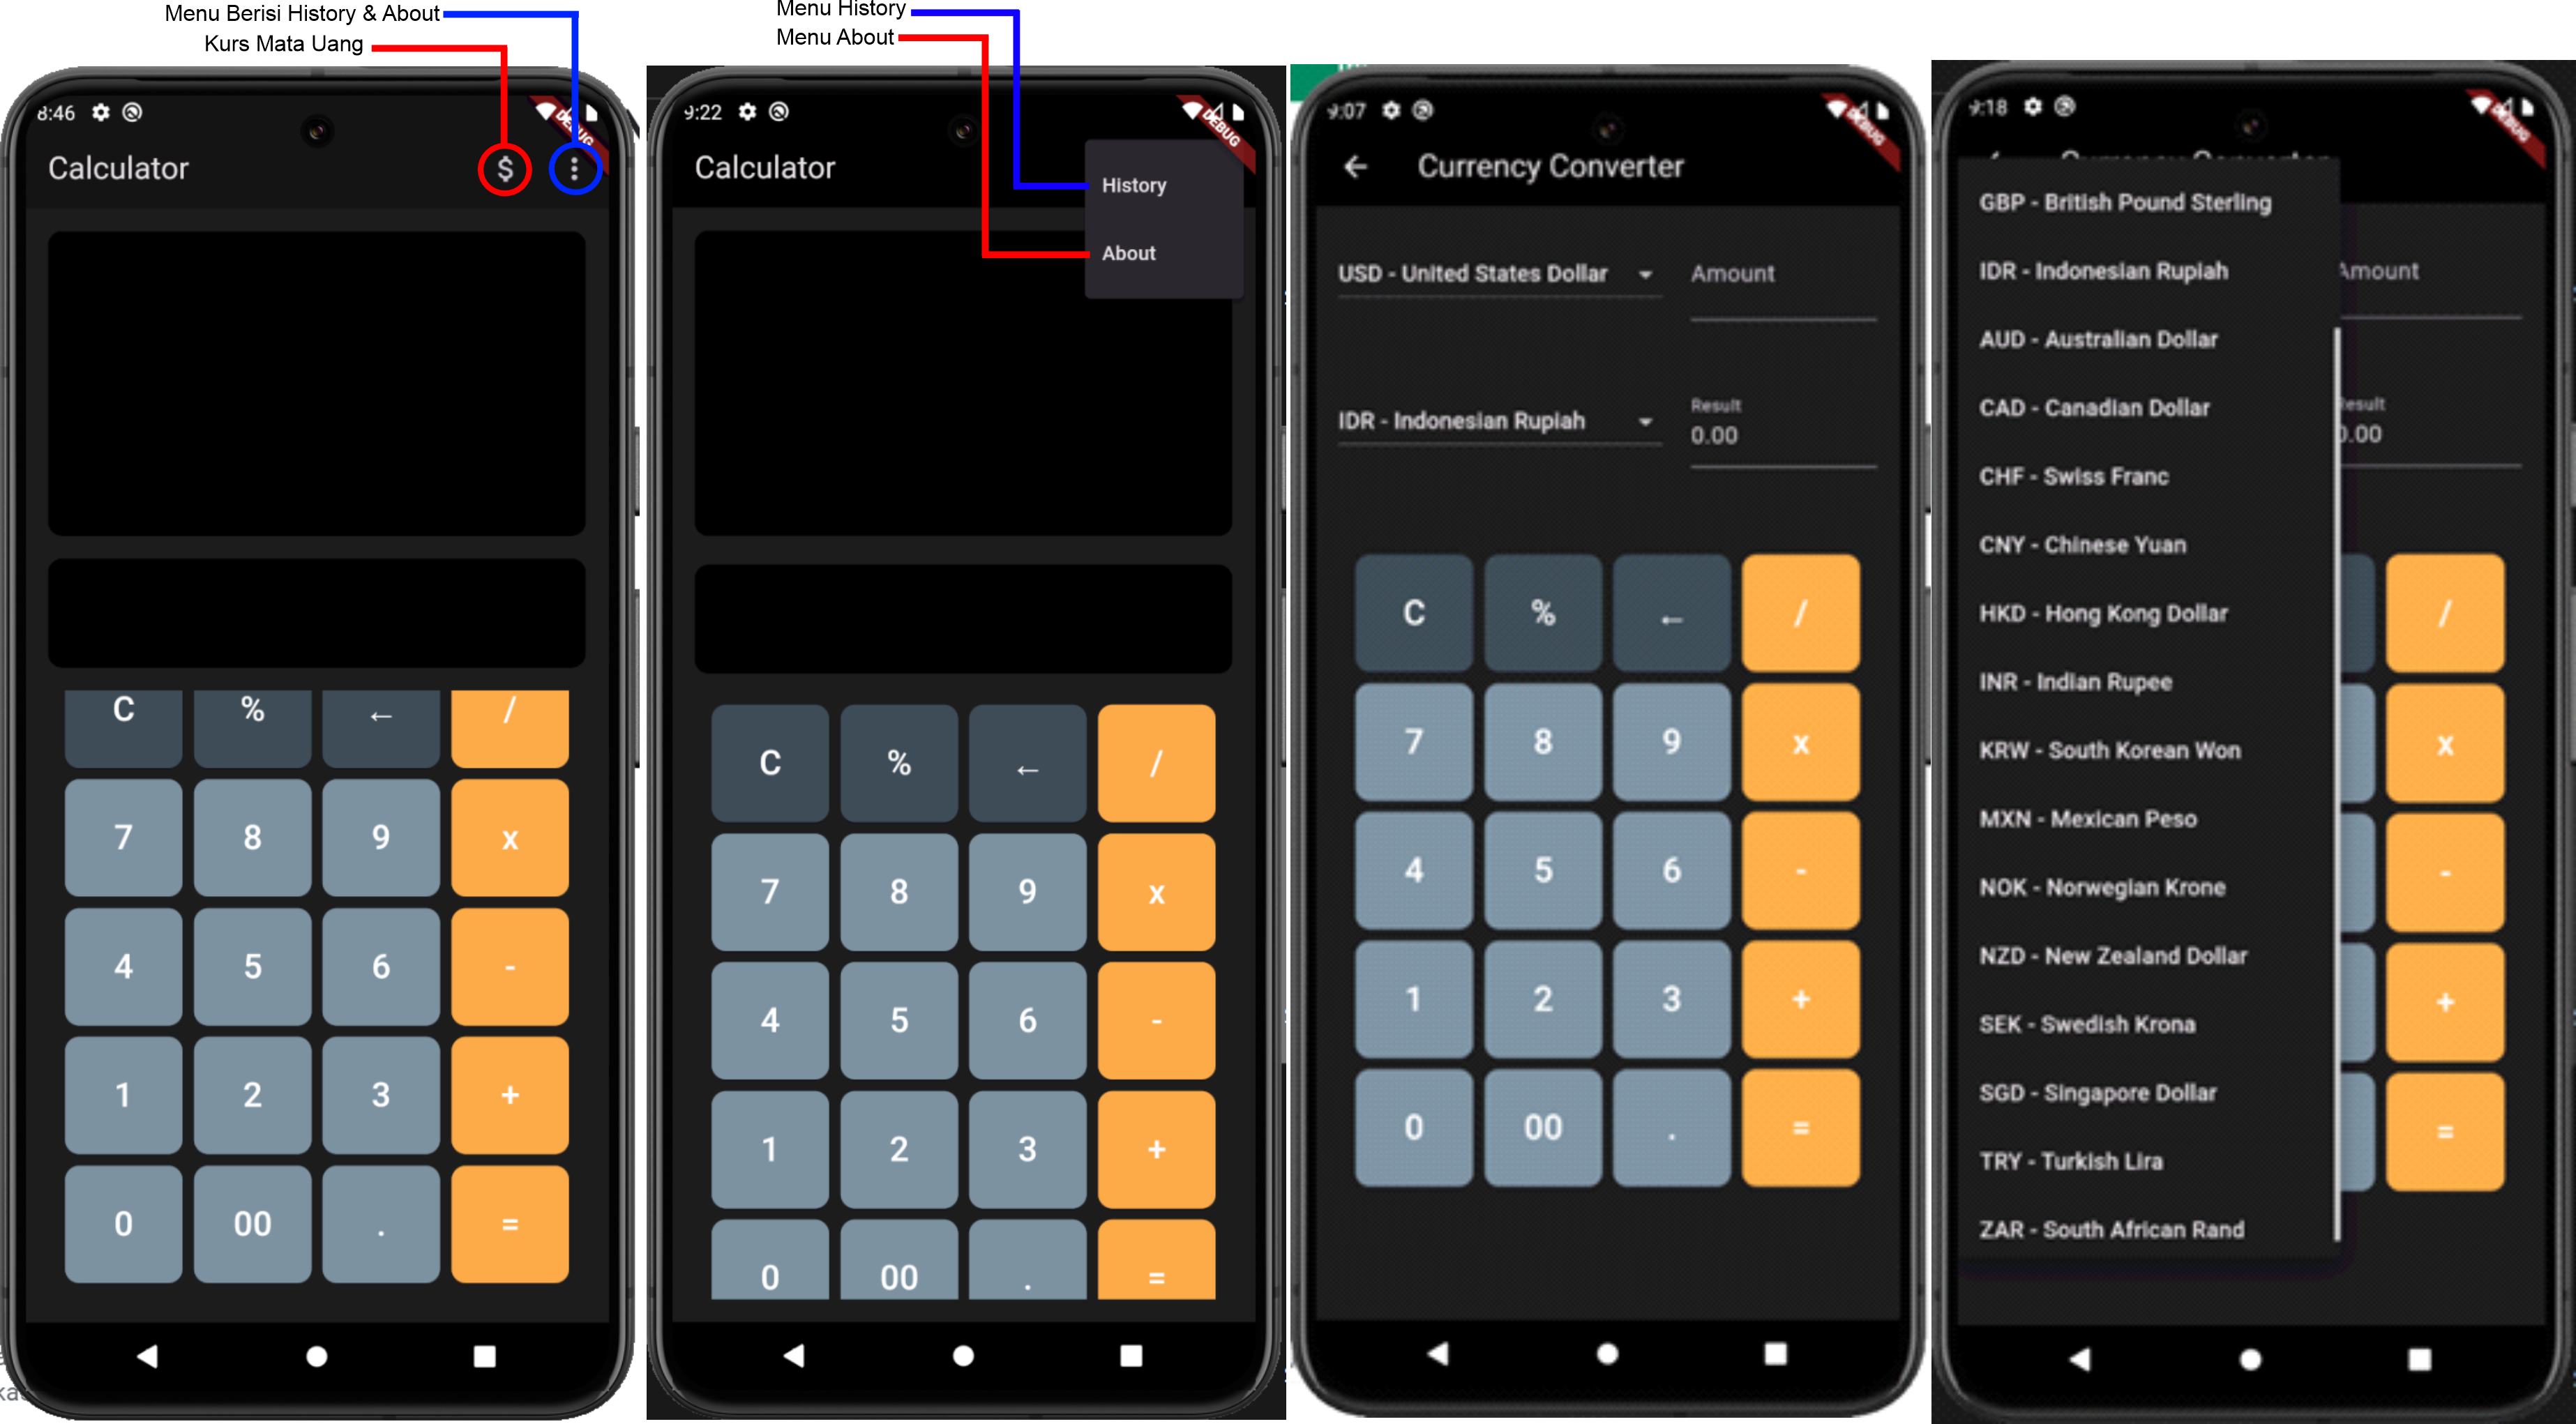 Menu Berisi History & About
Kurs Mata Uang
8:46
DEBUG
Calculator
$
C % ← /
7 8 9 x
4 5 6 -
1 2 3 +
0 00 . =
Menu History
Menu About
9:22
DEBUG
Calculator
History
About
C % ← /
7 8 9 x
4 5 6 -
1 2 3 +
0 00 . =
9:07
DEBUG
Currency Converter
USD - United States Dollar
Amount
IDR - Indonesian Rupiah
Result
0.00
C % ← /
7 8 9 x
4 5 6 -
1 2 3 +
0 00 . =
9:18
DEBUG
GBP - British Pound Sterling
IDR - Indonesian Rupiah
Amount
AUD - Australian Dollar
CAD - Canadian Dollar
Result
0.00
CHF - Swiss Franc
CNY - Chinese Yuan
HKD - Hong Kong Dollar
/
INR - Indian Rupee
KRW - South Korean Won
x
MXN - Mexican Peso
NOK - Norwegian Krone
-
NZD - New Zealand Dollar
+
SEK - Swedish Krona
SGD - Singapore Dollar
=
TRY - Turkish Lira
ZAR - South African Rand